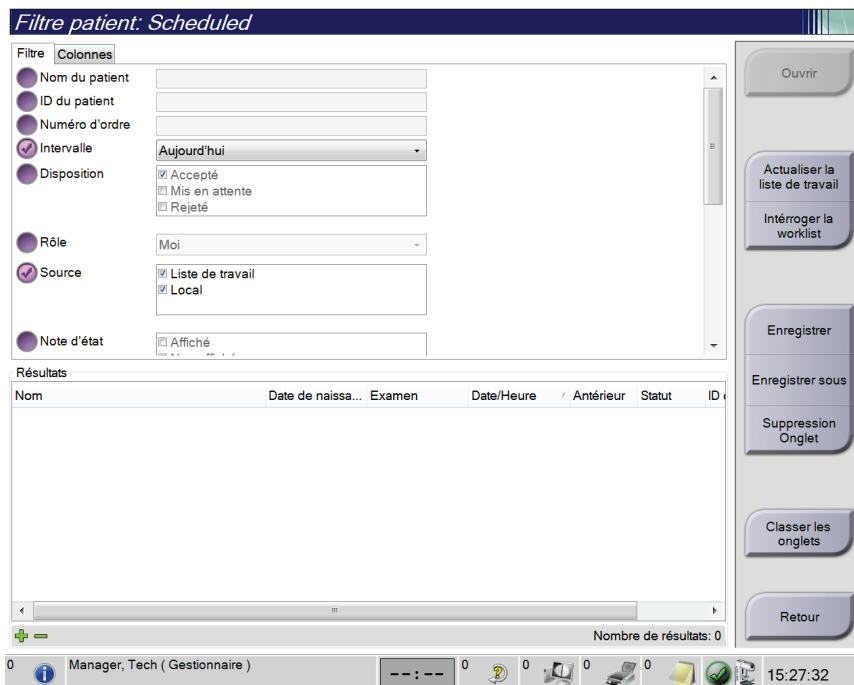 Filtre patient: Scheduled
Filtre Colonnes
Nom du patient
ID du patient
Numéro d'ordre
Intervalle Aujourd'hui
Disposition Accepté
Mis en attente
Rejeté
Rôle Moi
Source Liste de travail
Local
Note d'état Affiché
Résultats
Nom Date de naissa... Examen Date/Heure Antérieur Statut ID
Nombre de résultats: 0
Ouvrir
Actualiser la
liste de travail
Intérroger la
worklist
Enregistrer
Enregistrer sous
Suppression
Onglet
Classer les
onglets
Retour
0 Manager, Tech ( Gestionnaire ) --:-- 0 0 0 0 15:27:32